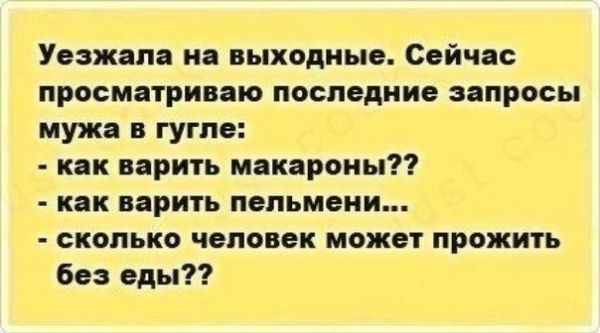 Уезжала на выходные. Сейчас
просматриваю последние запросы
мужа в гугле:
- как варить макароны??
- как варить пельмени...
- сколько человек может прожить
без еды??